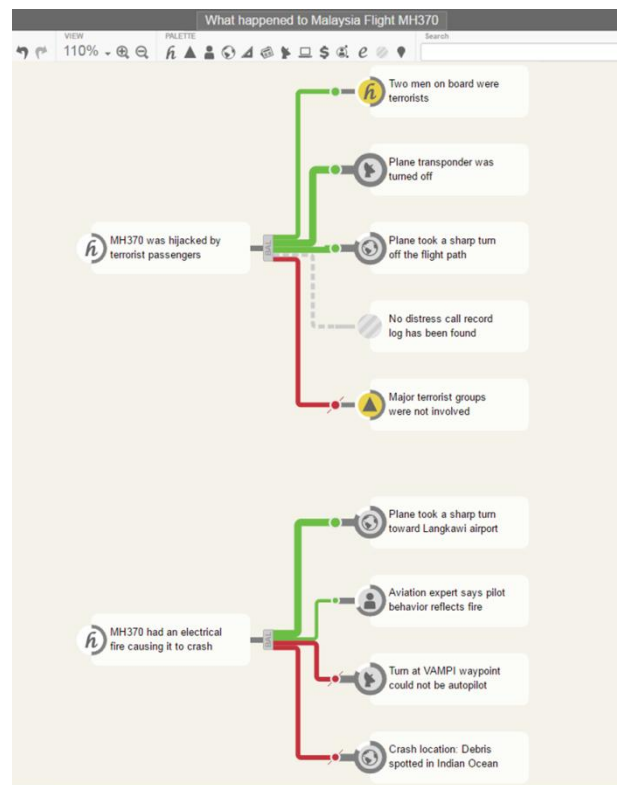 What happened to Malaysia Flight MH370
VIEW
PALETTE
Search
110%
h
$
e
h
Two men on board were
terrorists
Plane transponder was
turned off
h
MH370 was hijacked by
terrorist passengers
BAL
Plane took a sharp turn
off the flight path
No distress call record
log has been found
Major terrorist groups
were not involved
Plane took a sharp turn
toward Langkawi airport
Aviation expert says pilot
behavior reflects fire
h
MH370 had an electrical
fire causing it to crash
BAL
Turn at VAMPI waypoint
could not be autopilot
Crash location: Debris
spotted in Indian Ocean